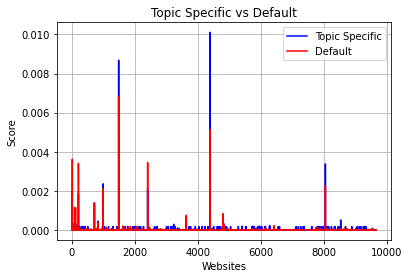 Topic Specific vs Default
Topic Specific
Default
Score
0.010
0.008
0.006
0.004
0.002
0.000
0
2000
4000
6000
8000
10000
Websites